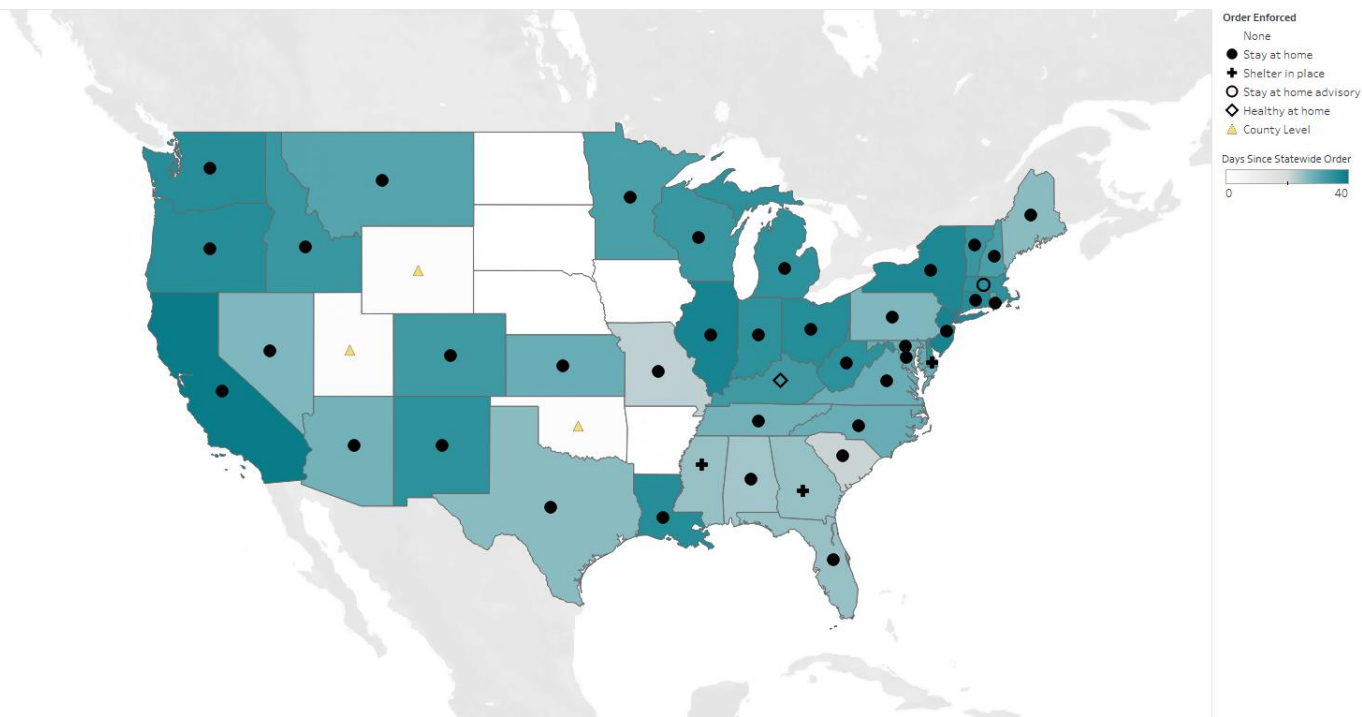 Order Enforced
None
Stay at home
Shelter in place
Stay at home advisory
Healthy at home
County Level
Days Since Statewide Order
0 40